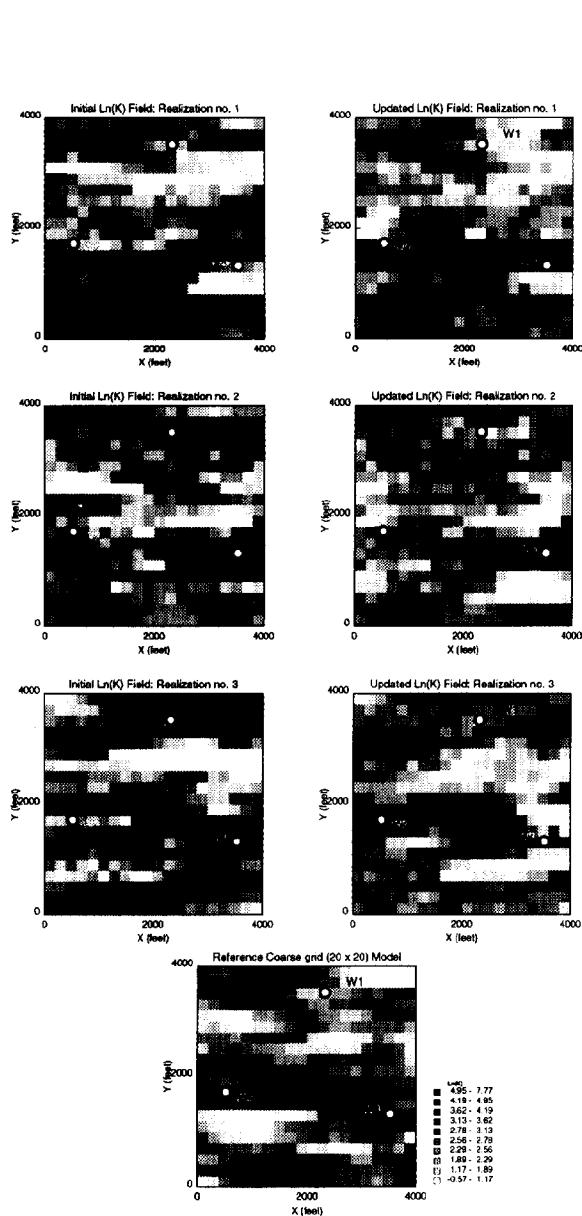 Initial Ln(K) Field: Realization no. 1
Updated Ln(K) Field: Realization no. 1
4000
2000
0
Y (feet)
0 2000 4000
X (feet)
W1
4000
2000
0
Y (feet)
0 2000 4000
X (feet)
Initial Ln(K) Field: Realization no. 2
Updated Ln(K) Field: Realization no. 2
4000
2000
0
Y (feet)
0 2000 4000
X (feet)
4000
2000
0
Y (feet)
0 2000 4000
X (feet)
Initial Ln(K) Field: Realization no. 3
Updated Ln(K) Field: Realization no. 3
4000
2000
0
Y (feet)
0 2000 4000
X (feet)
4000
2000
0
Y (feet)
0 2000 4000
X (feet)
Reference Coarse grid (20 x 20) Model
4000
2000
0
Y (feet)
W1
0 2000 4000
X (feet)
Ln(K)
4.95 - 7.77
4.19 - 4.95
3.62 - 4.19
3.13 - 3.62
2.78 - 3.13
2.56 - 2.78
2.29 - 2.56
1.89 - 2.29
1.17 - 1.89
-0.57 - 1.17